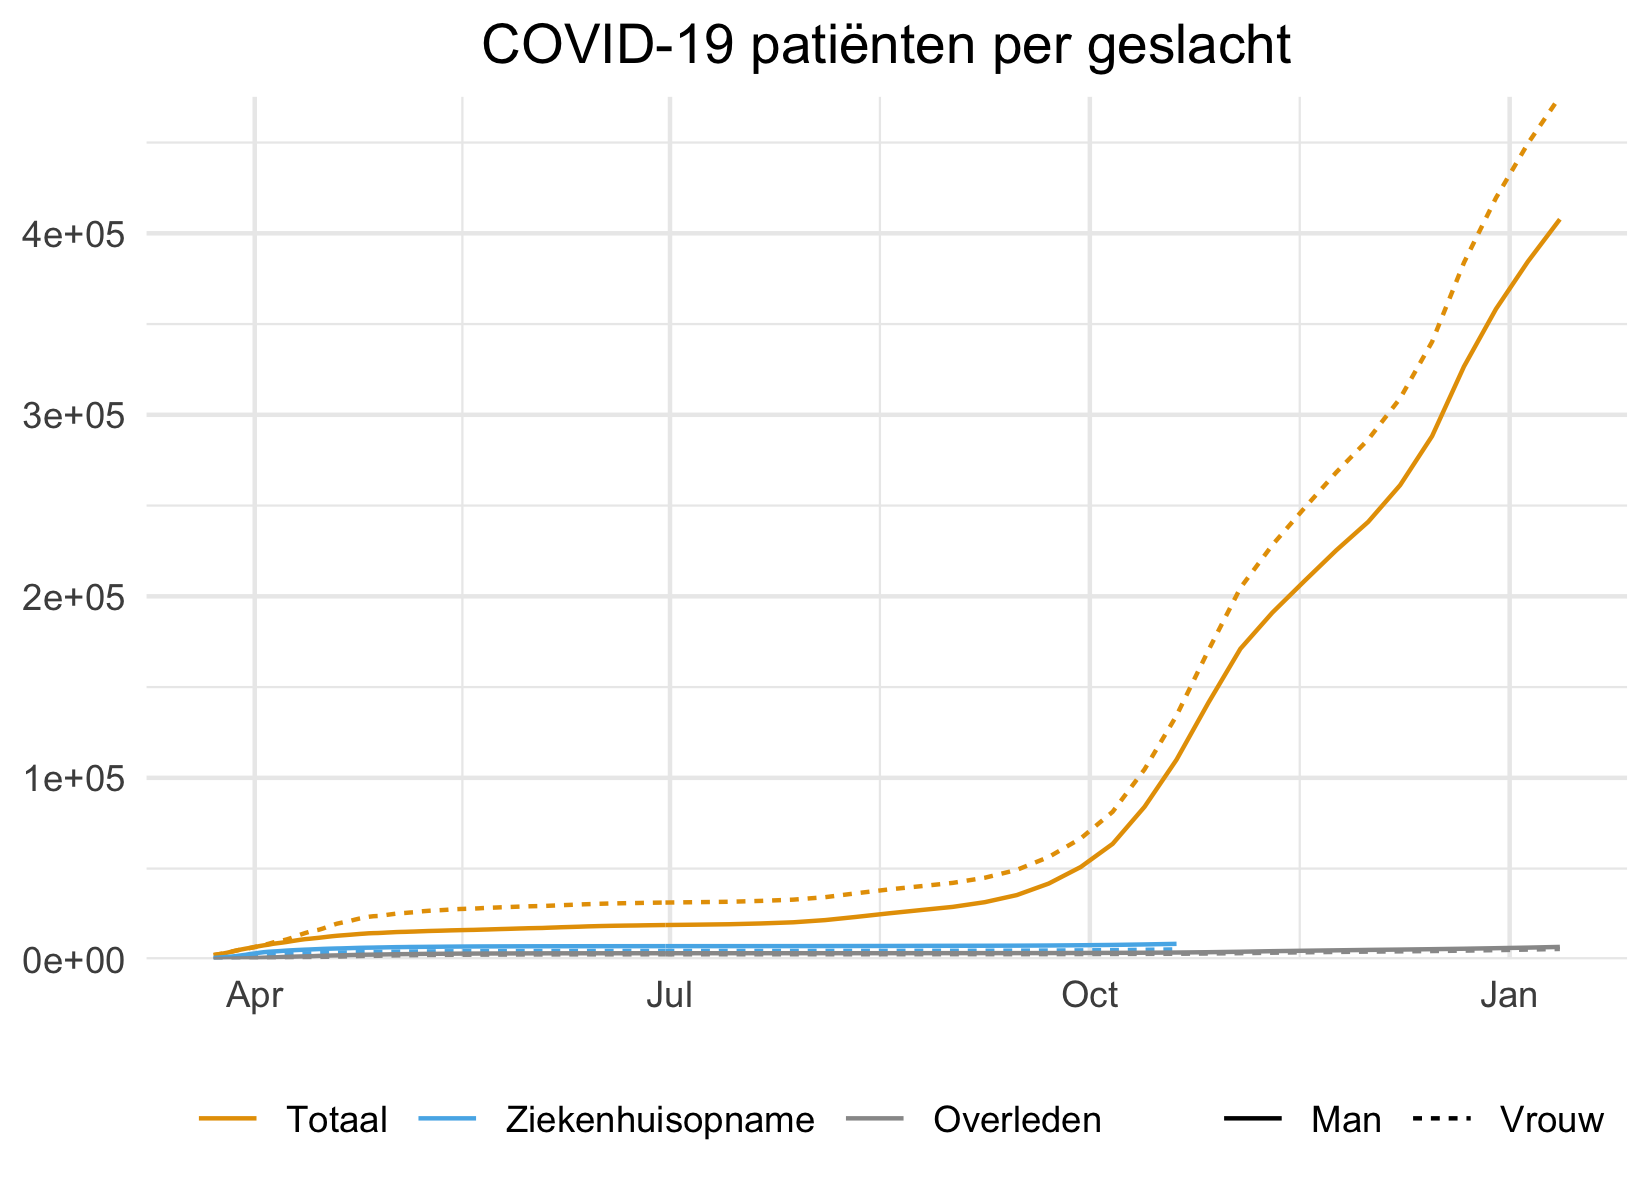 COVID-19 patiënten per geslacht
4e+05
3e+05
2e+05
1e+05
0e+00
Apr Jul Oct Jan
Totaal Ziekenhuisopname Overleden Man Vrouw